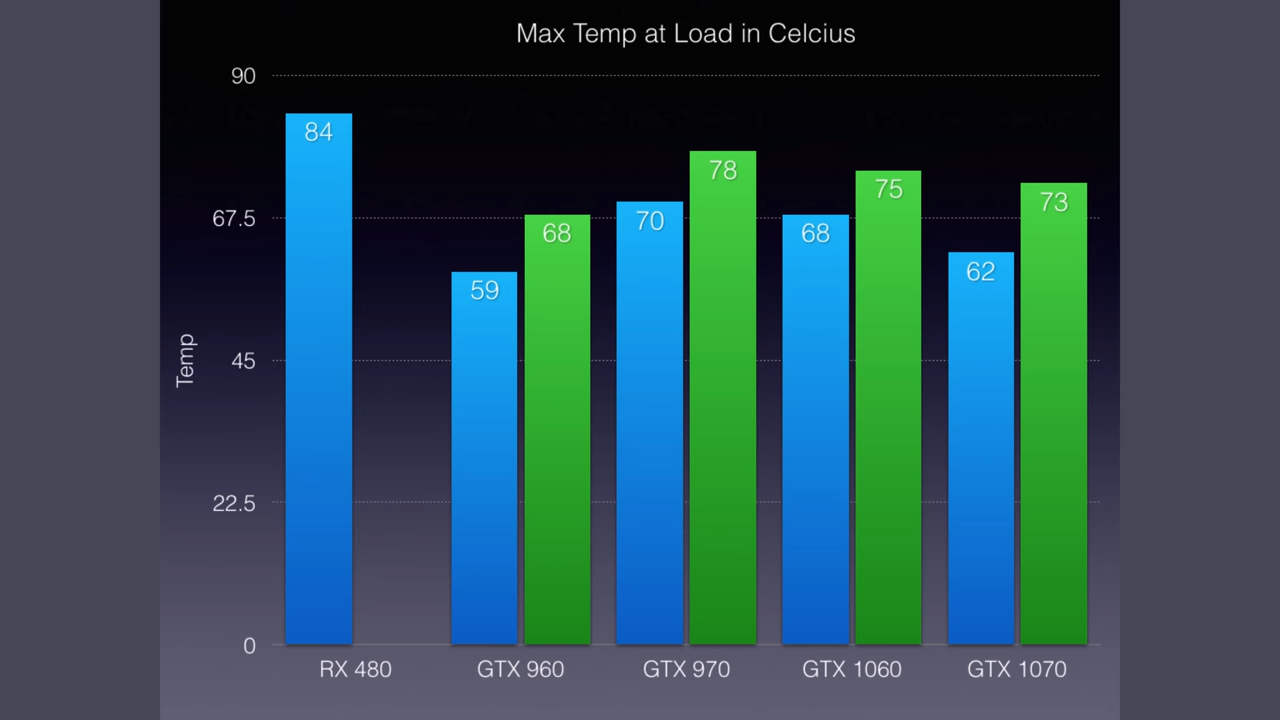 Max Temp at Load in Celcius
90
67.5
45
22.5
0
Temp
84
59
68
70
78
68
75
62
73
RX 480
GTX 960
GTX 970
GTX 1060
GTX 1070